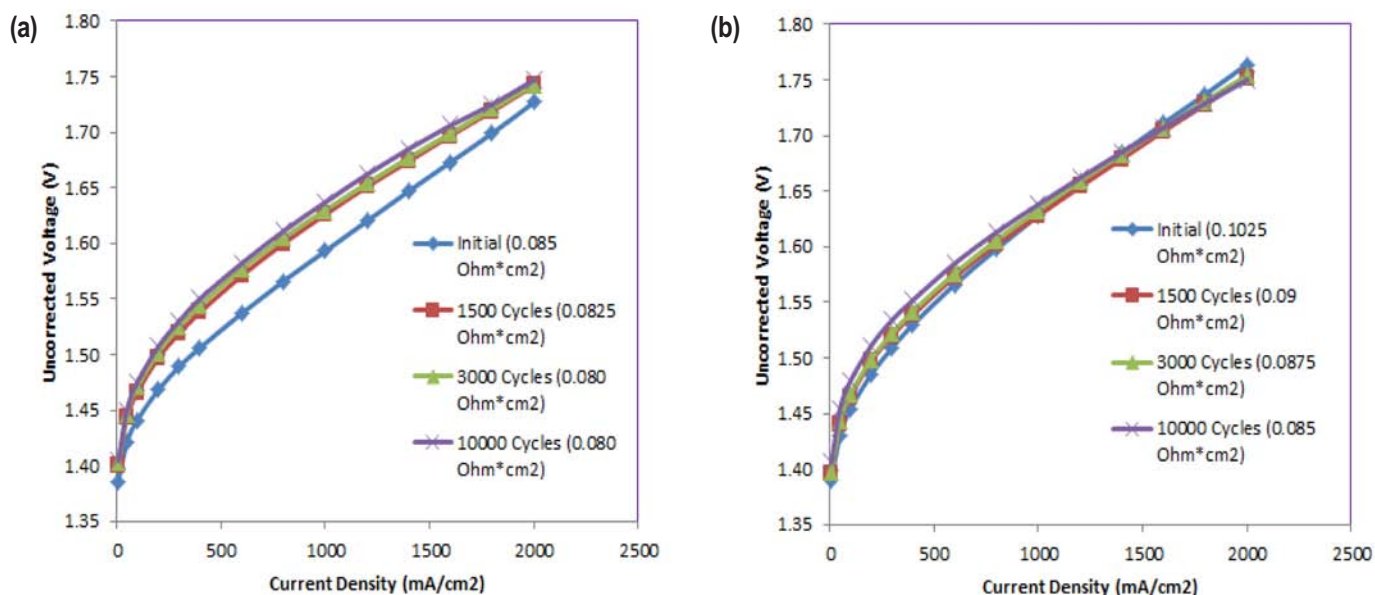 (a)
1.80
1.75
1.70
1.65
1.60
1.55
1.50
1.45
1.40
1.35
Uncorrected Voltage (V)
0
500
1000
1500
2000
2500
Current Density (mA/cm2)
Initial (0.085
Ohm*cm2)
1500 Cycles (0.0825
Ohm*cm2)
3000 Cycles (0.080
Ohm*cm2)
10000 Cycles (0.080
Ohm*cm2)
(b)
1.80
1.75
1.70
1.65
1.60
1.55
1.50
1.45
1.40
1.35
Uncorrected Voltage (V)
0
500
1000
1500
2000
2500
Current Density (mA/cm2)
Initial (0.1025
Ohm*cm2)
1500 Cycles (0.09
Ohm*cm2)
3000 Cycles (0.0875
Ohm*cm2)
10000 Cycles (0.085
Ohm*cm2)